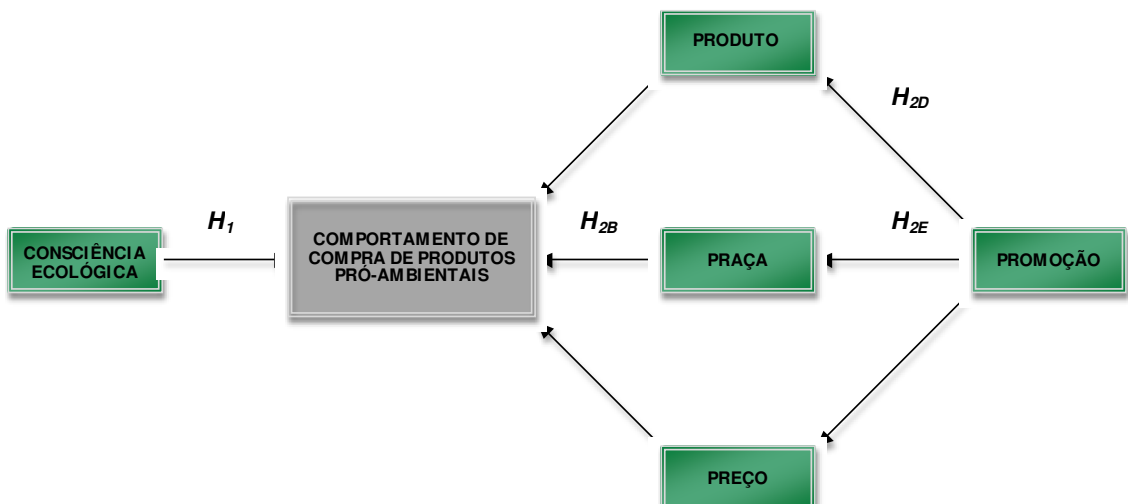 PRODUTO
H2D
H1
H2B
H2E
CONSCIÊNCIA
ECOLÓGICA
COMPORTAMENTO DE
COMPRA DE PRODUTOS
PRÓ-AMBIENTAIS
PRAÇA
PROMOÇÃO
PREÇO